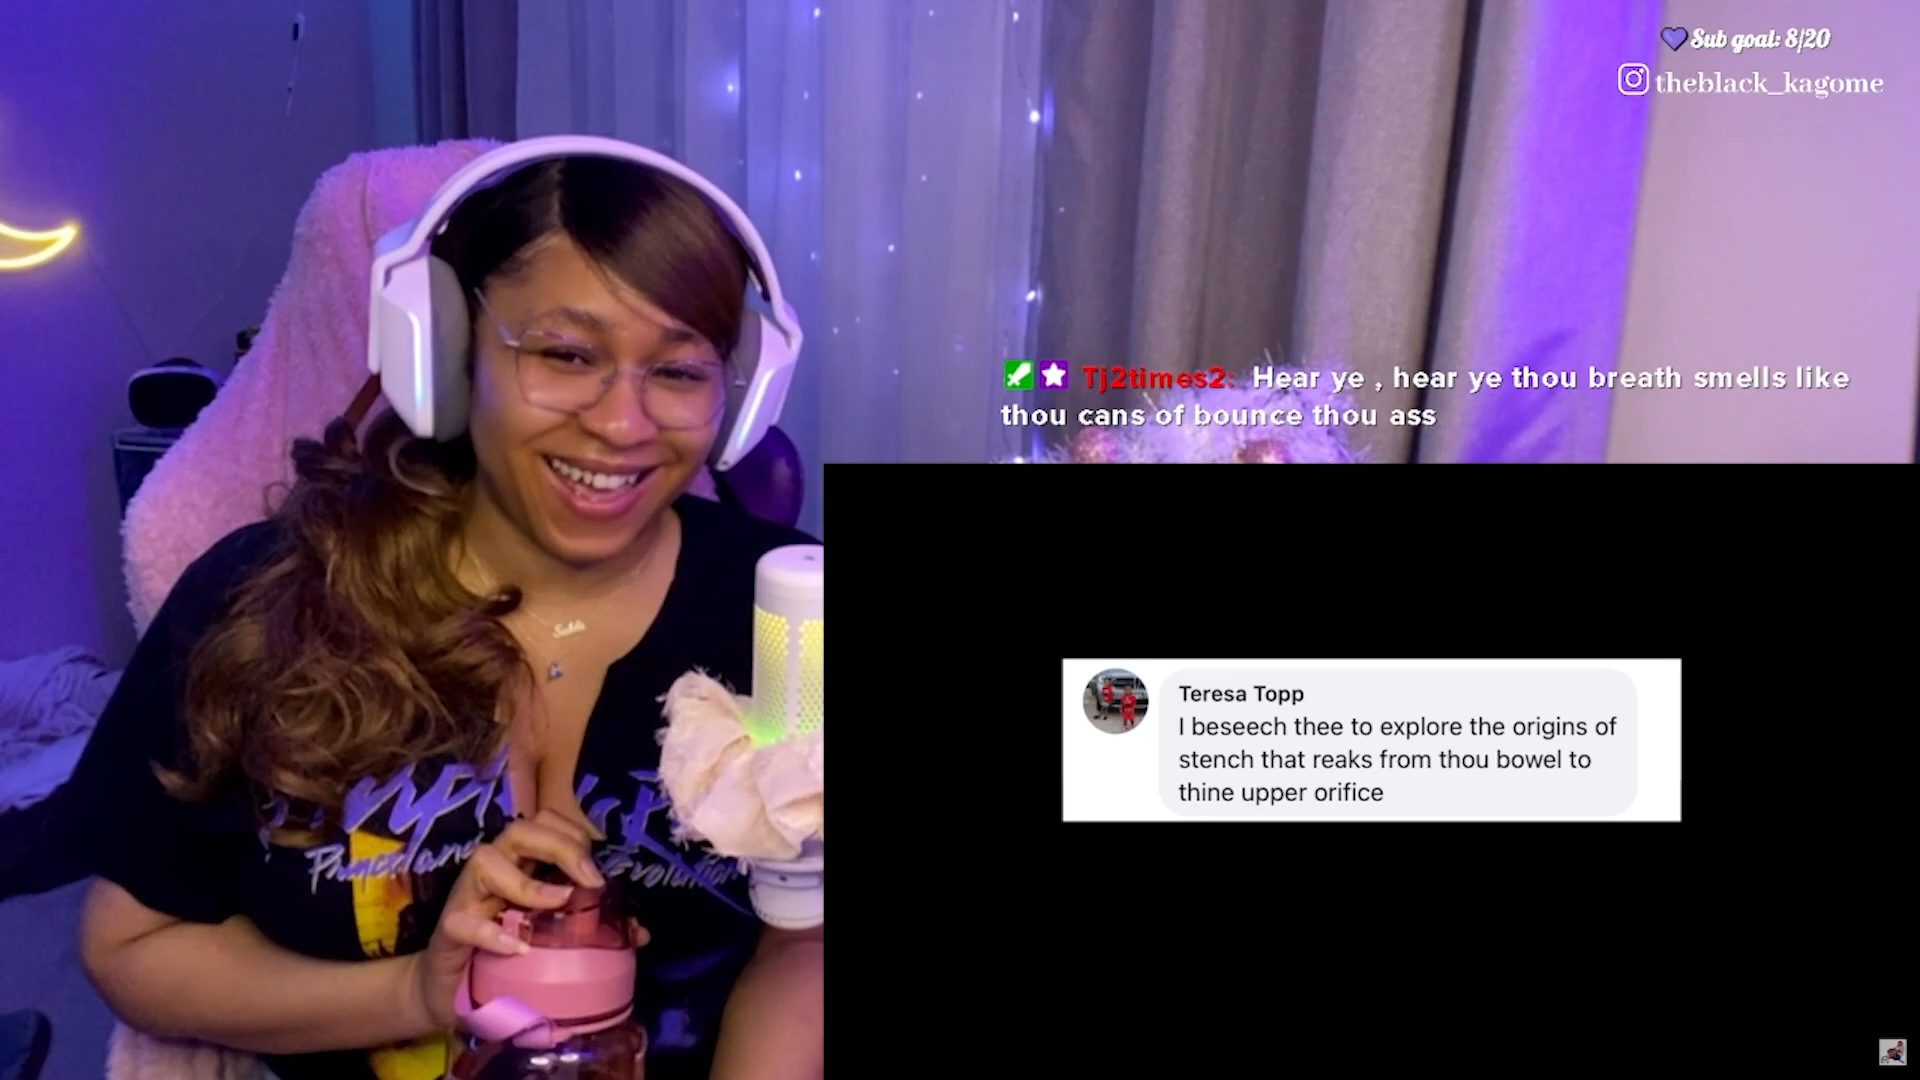 Sub goal: 8/20
theblack_kagome
Tj2times2: Hear ye , hear ye thou breath smells like
thou cans of bounce thou ass
Teresa Topp
I beseech thee to explore the origins of
stench that reaks from thou bowel to
thine upper orifice
Evolution